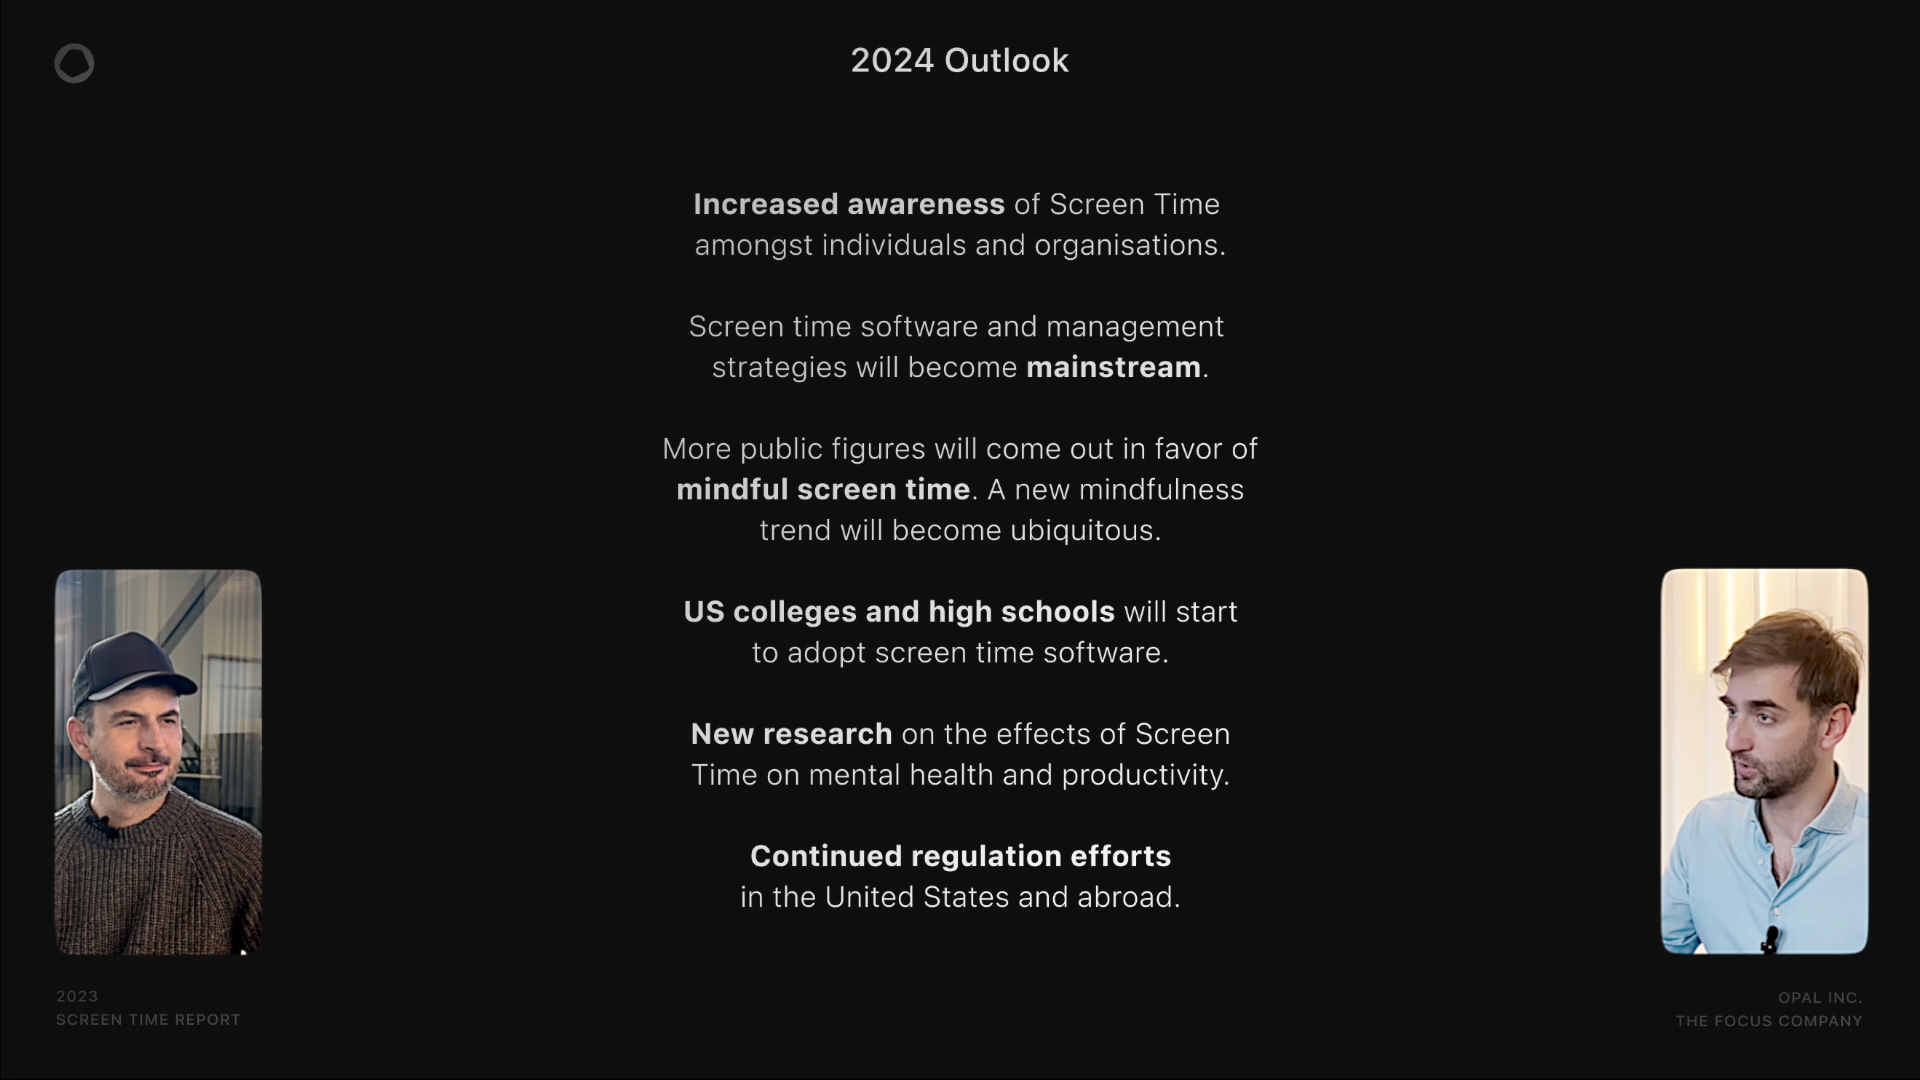 2024 Outlook
Increased awareness of Screen Time
amongst individuals and organisations.
Screen time software and management
strategies will become mainstream.
More public figures will come out in favor of
mindful screen time. A new mindfulness
trend will become ubiquitous.
US colleges and high schools will start
to adopt screen time software.
New research on the effects of Screen
Time on mental health and productivity.
Continued regulation efforts
in the United States and abroad.
2023
SCREEN TIME REPORT
OPAL INC.
THE FOCUS COMPANY